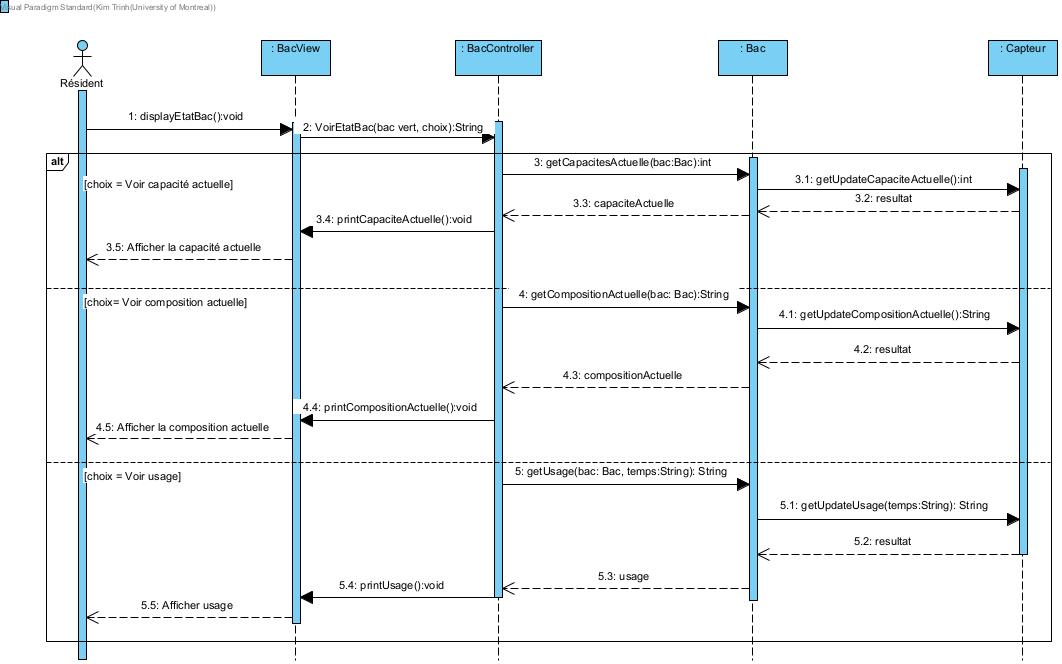 Visual Paradigm Standard(Kim Trinh(University of Montreal))
Résident
: BacView
: BacController
: Bac
: Capteur
1: displayEtatBac():void
2: VoirEtatBac(bac vert, choix):String
alt
[choix = Voir capacité actuelle]
3: getCapacitesActuelle(bac:Bac):int
3.1: getUpdateCapaciteActuelle():int
3.2: resultat
3.3: capaciteActuelle
3.4: printCapaciteActuelle():void
3.5: Afficher la capacité actuelle
[choix= Voir composition actuelle]
4: getCompositionActuelle(bac: Bac):String
4.1: getUpdateCompositionActuelle():String
4.2: resultat
4.3: compositionActuelle
4.4: printCompositionActuelle():void
4.5: Afficher la composition actuelle
[choix = Voir usage]
5: getUsage(bac: Bac, temps:String): String
5.1: getUpdateUsage(temps:String): String
5.2: resultat
5.3: usage
5.4: printUsage():void
5.5: Afficher usage